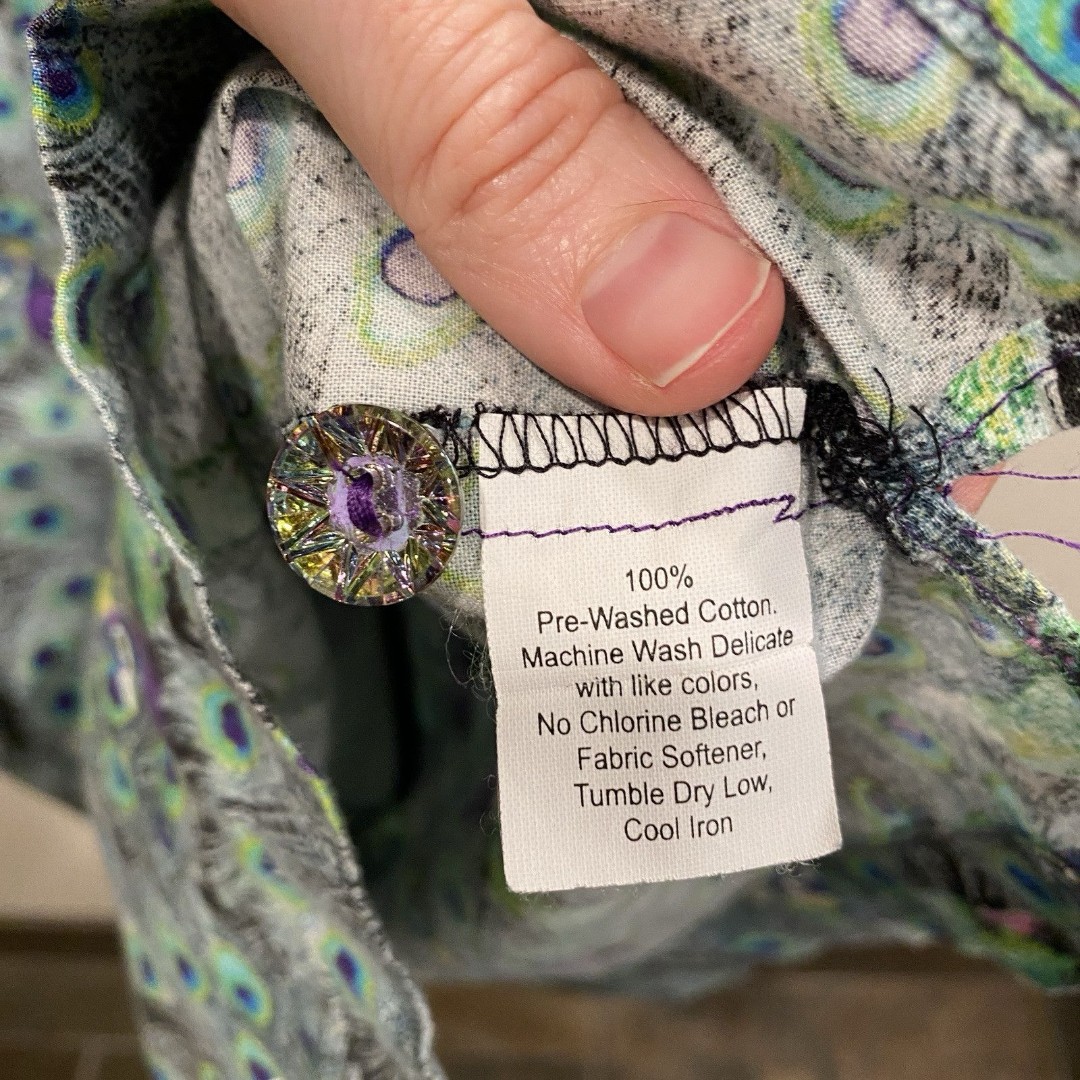 100%
Pre-Washed Cotton.
Machine Wash Delicate
with like colors,
No Chlorine Bleach or
Fabric Softener,
Tumble Dry Low,
Cool Iron